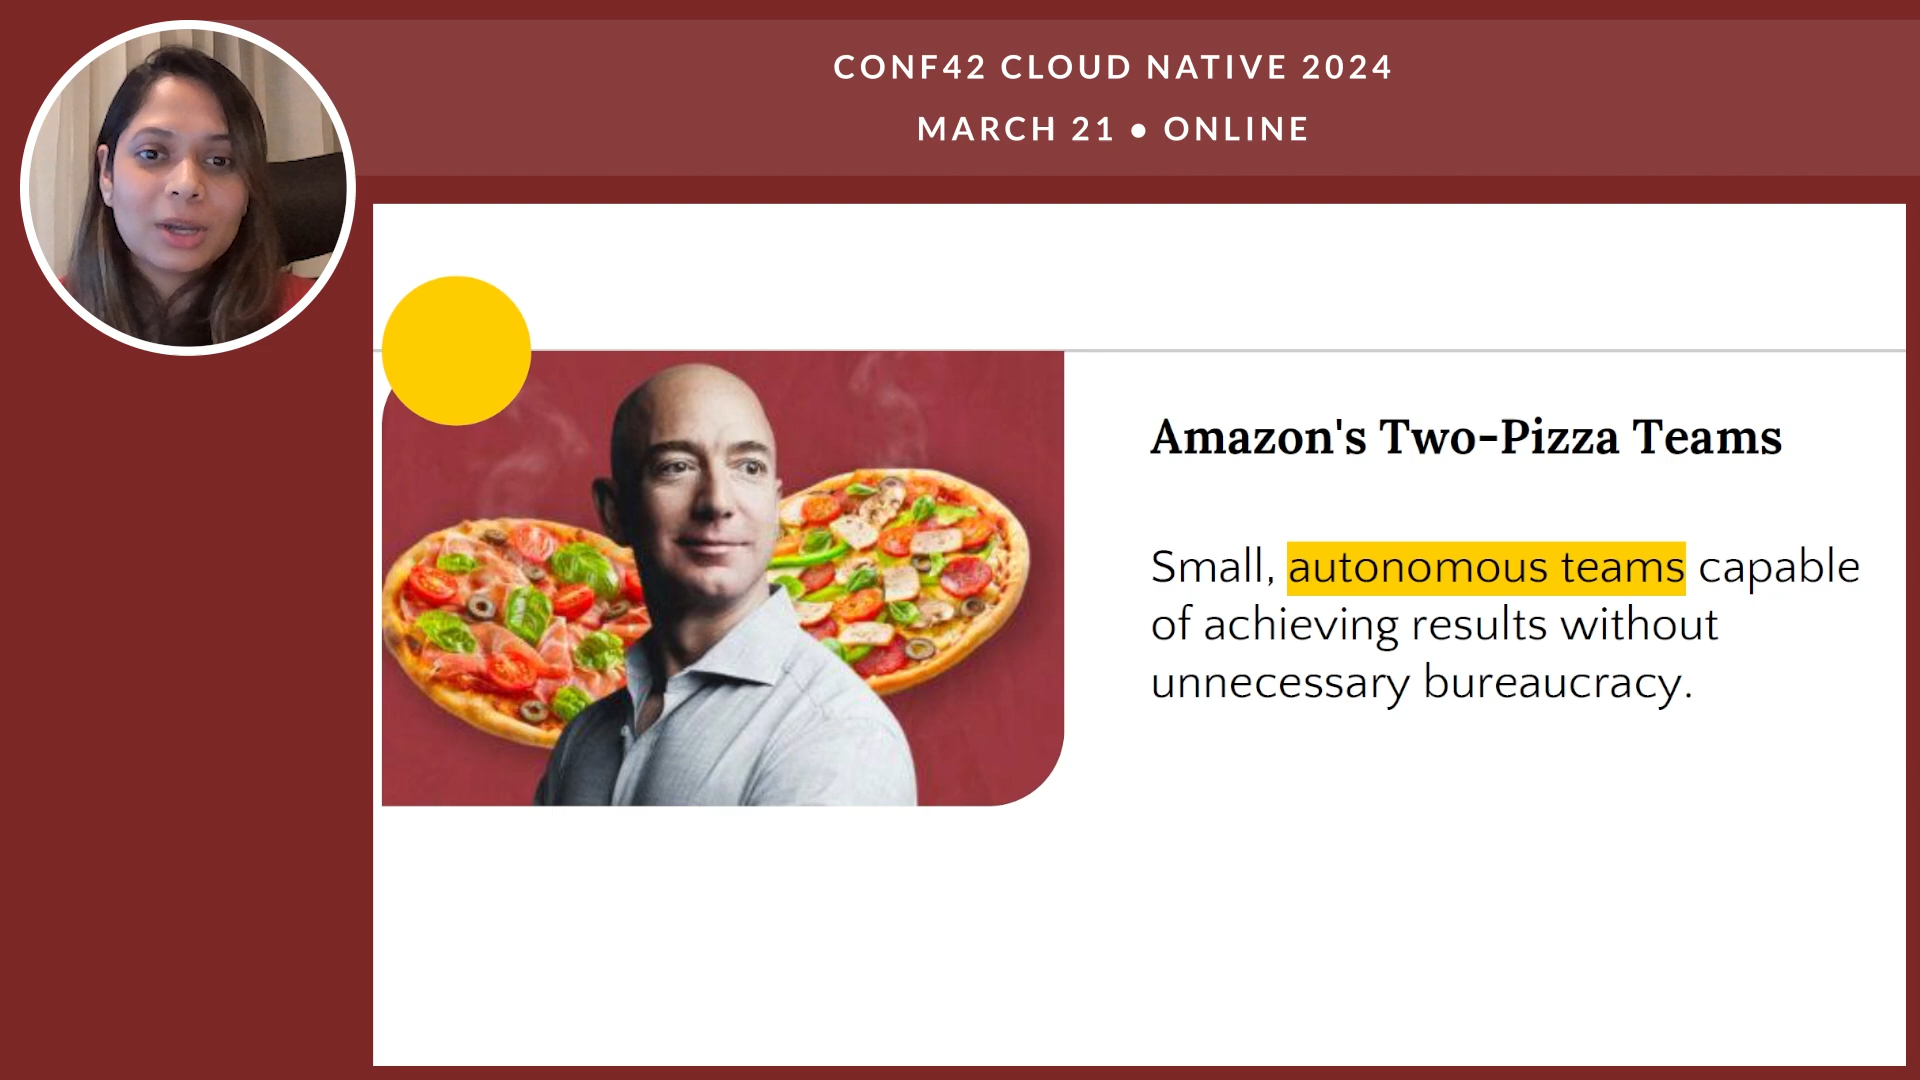 CONF42 CLOUD NATIVE 2024
MARCH 21 • ONLINE
Amazon's Two-Pizza Teams
Small, autonomous teams capable
of achieving results without
unnecessary bureaucracy.